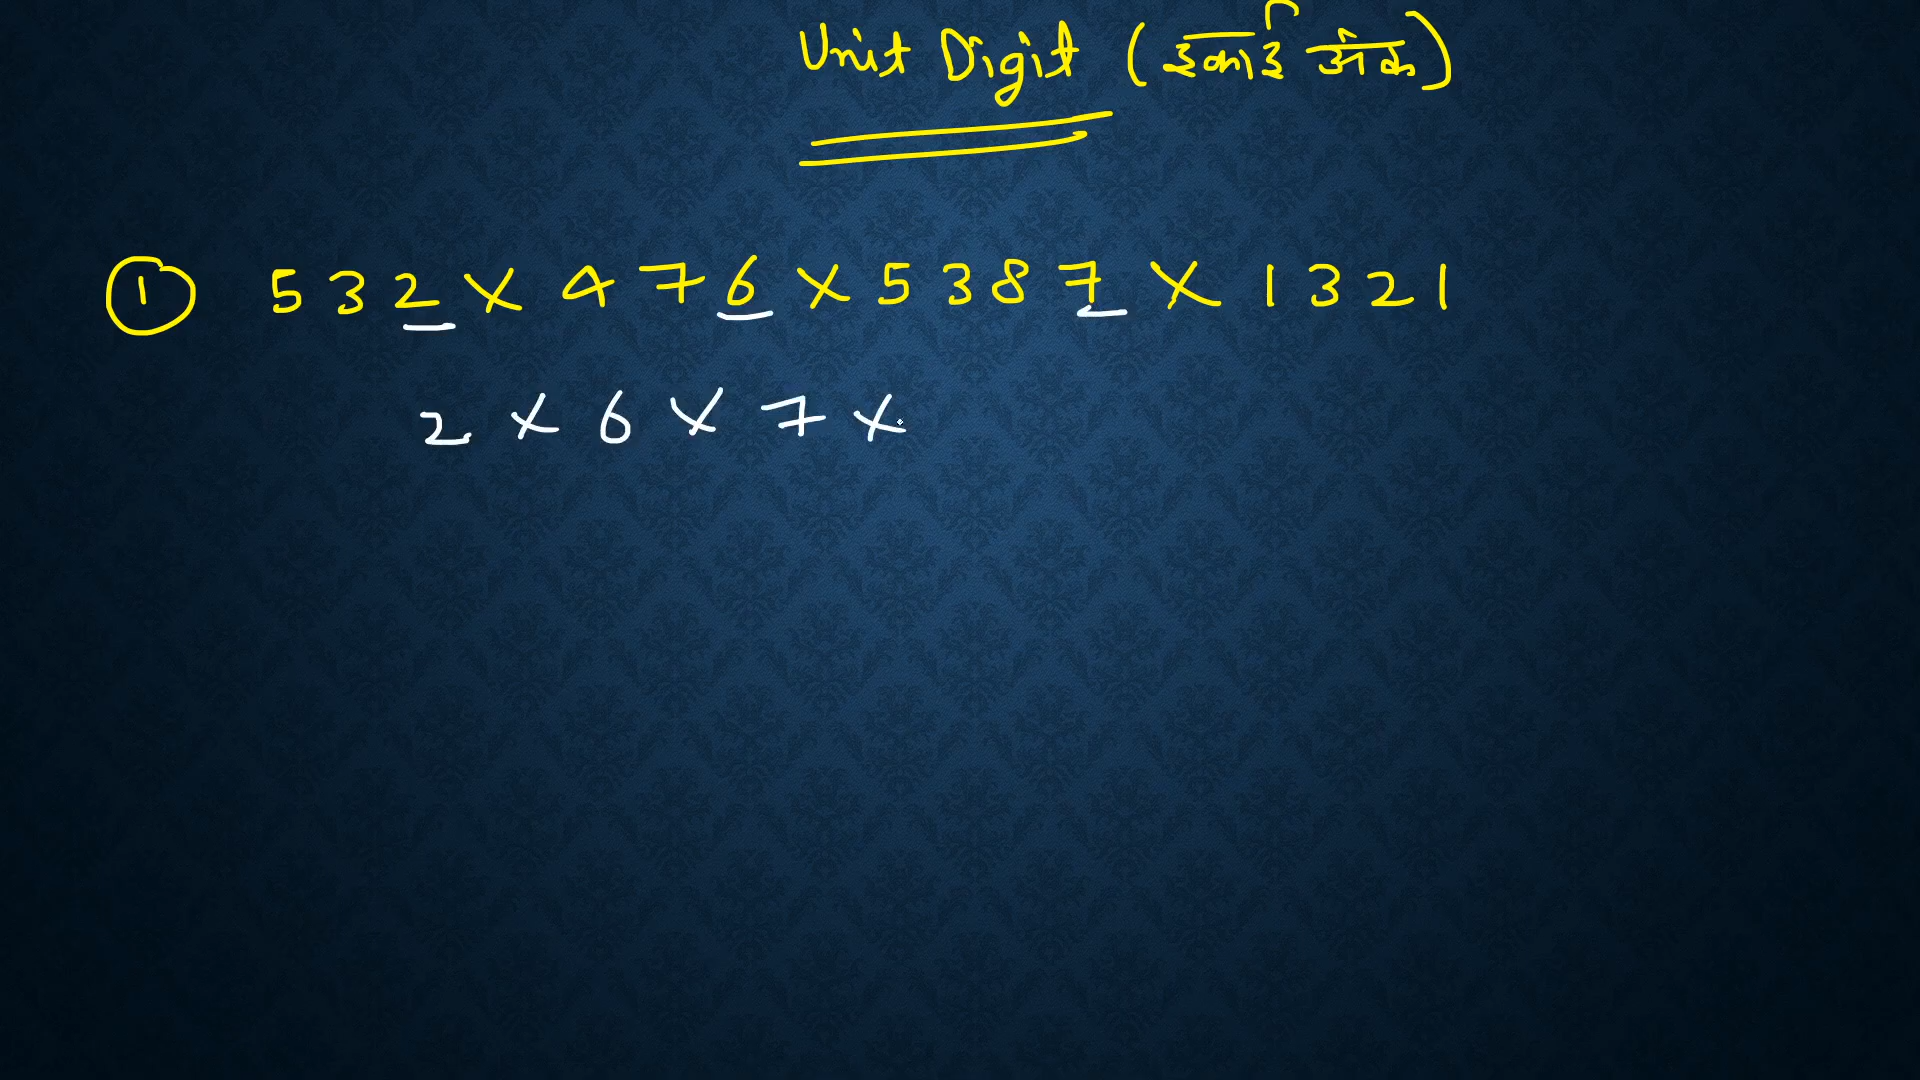 Unit Digit (इकाई अंक)
① 532 × 476 × 5387 × 1321
2 × 6 × 7 ×